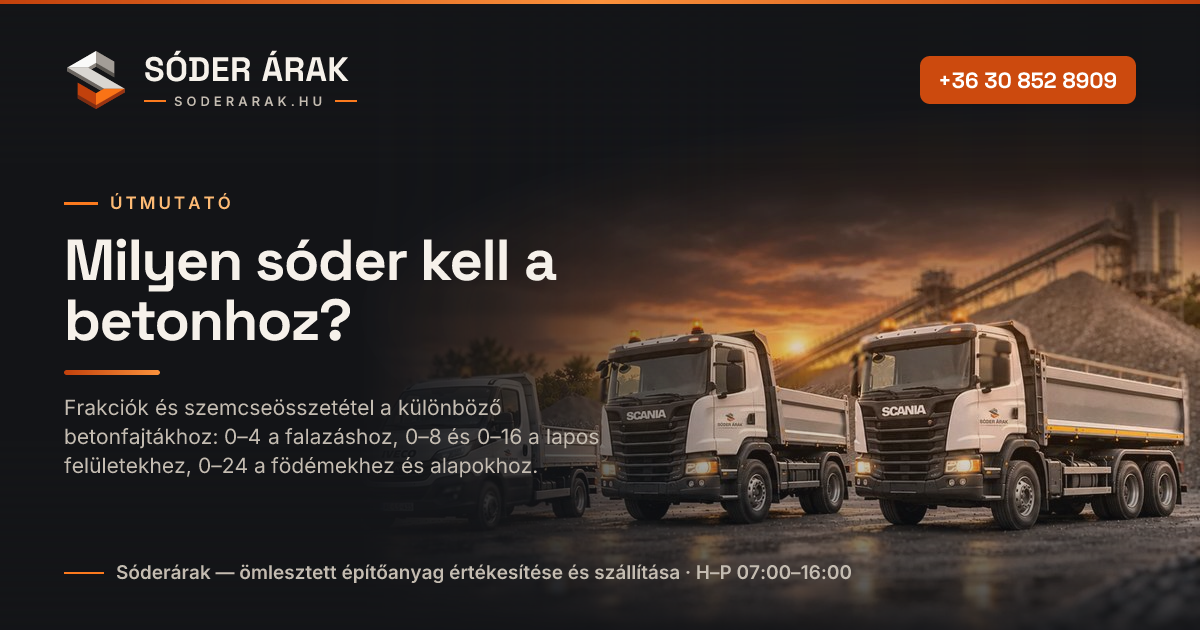 SÓDER ÁRAK
SODERARAK.HU
+36 30 852 8909
ÚTMUTATÓ
Milyen sóder kell a
betonhoz?
Frakciók és szemcseösszetétel a különböző
betonfajtákhoz: 0–4 a falazáshoz, 0–8 és 0–16 a lapos
felületekhez, 0–24 a födémekhez és alapokhoz.
SCANIA
SCANIA
SÓDER ÁRAK
SÓDER ÁRAK
Sóderárak — ömlesztett építőanyag értékesítése és szállítása · H–P 07:00–16:00